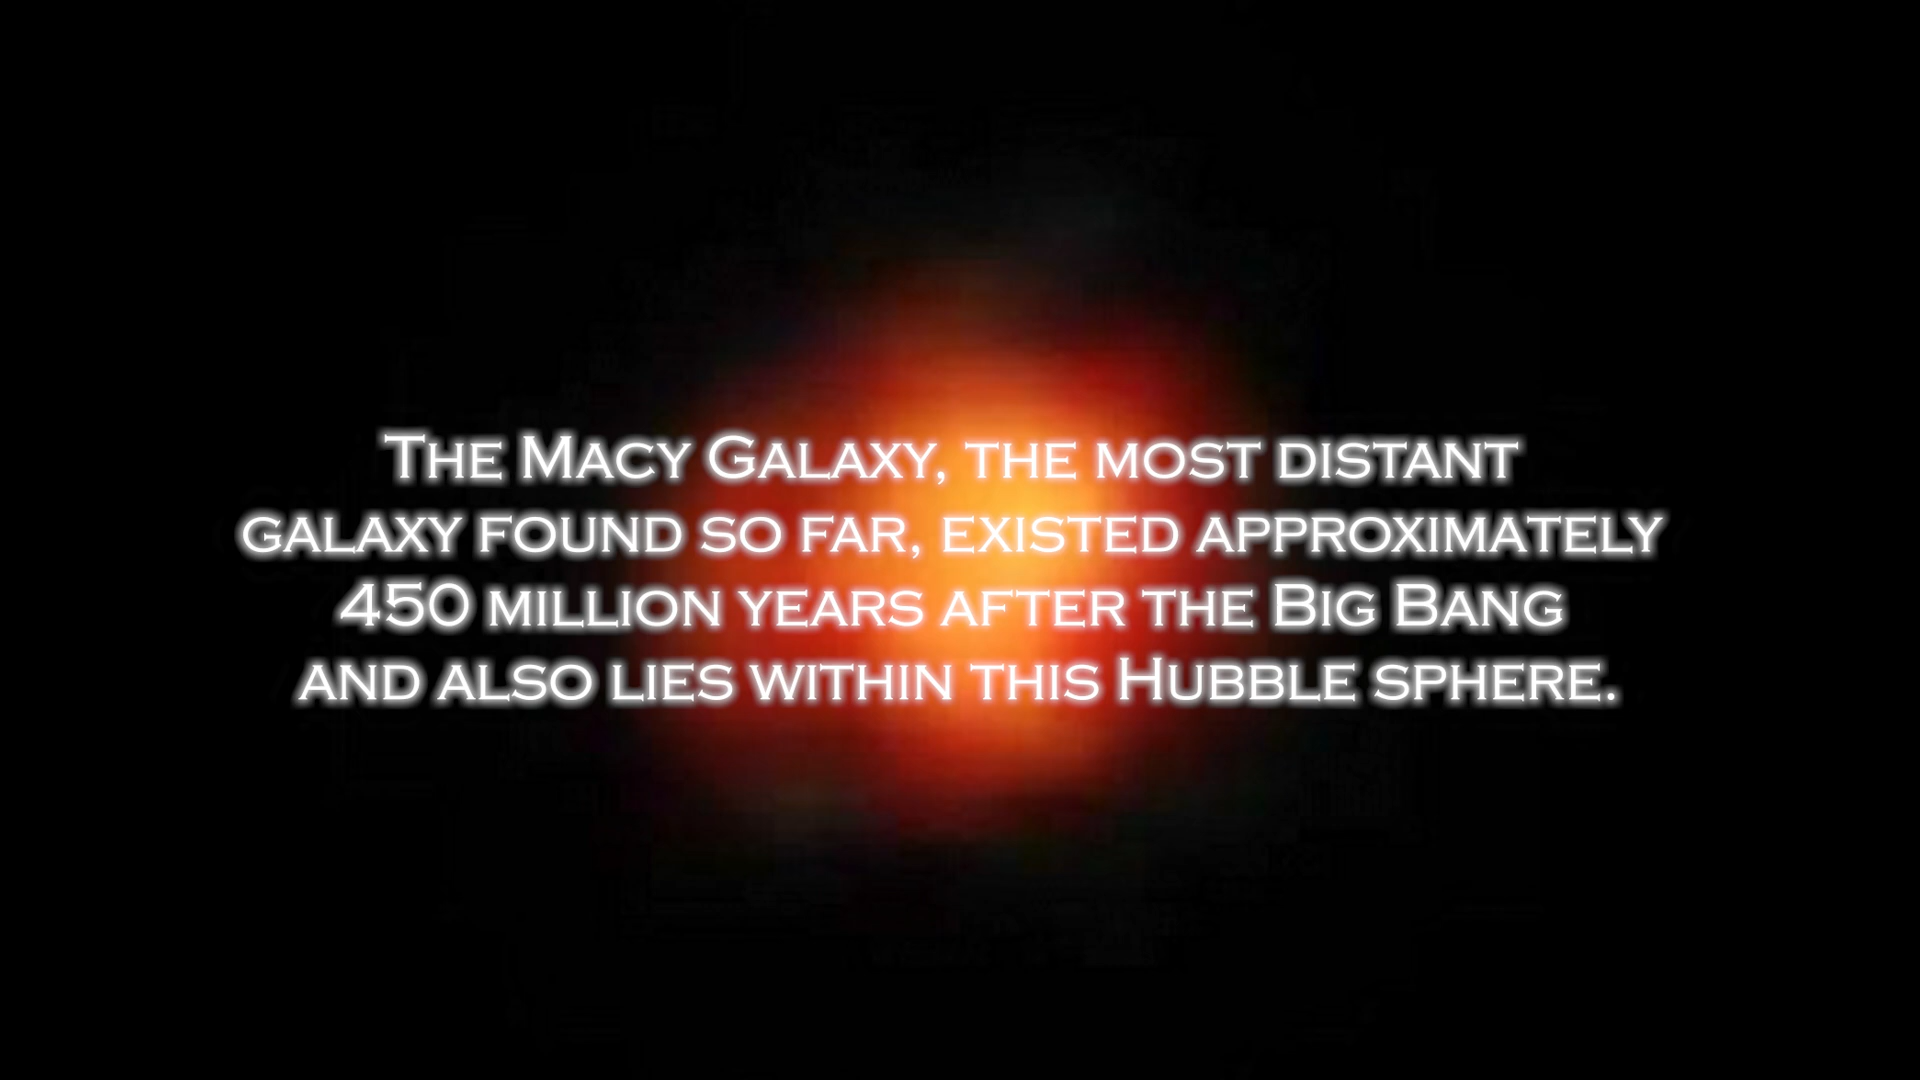 The Macy Galaxy, the most distant
galaxy found so far, existed approximately
450 million years after the Big Bang
and also lies within this Hubble sphere.